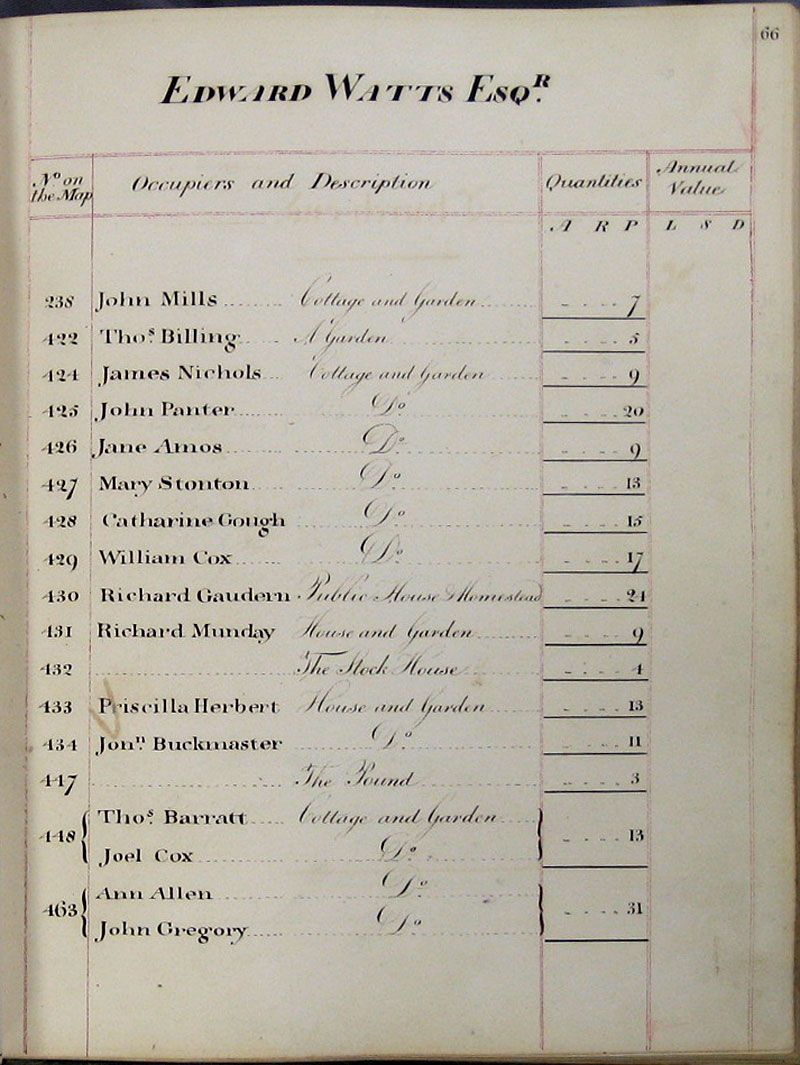 66
EDWARD WATTS ESQR.
No on the Map Occupiers and Description Quantities Annual Value
A R P L S D
238 John Mills Cottage and Garden 7
422 Thos. Billing A Garden 5
424 James Nichols Cottage and Garden 9
425 John Panter Do. 20
426 Jane Amos Do. 9
427 Mary Stonton Do. 13
428 Catharine Gough Do. 15
429 William Cox Do. 17
430 Richard Gaudern Public House & Homestead 24
431 Richard Munday House and Garden 9
432 The Stock House 4
433 Priscilla Herbert House and Garden 13
434 Jonn. Buckmaster Do. 11
447 The Pound 3
448 Thos. Barratt Cottage and Garden 13
Joel Cox Do.
463 Ann Allen Do. 31
John Gregory Do.